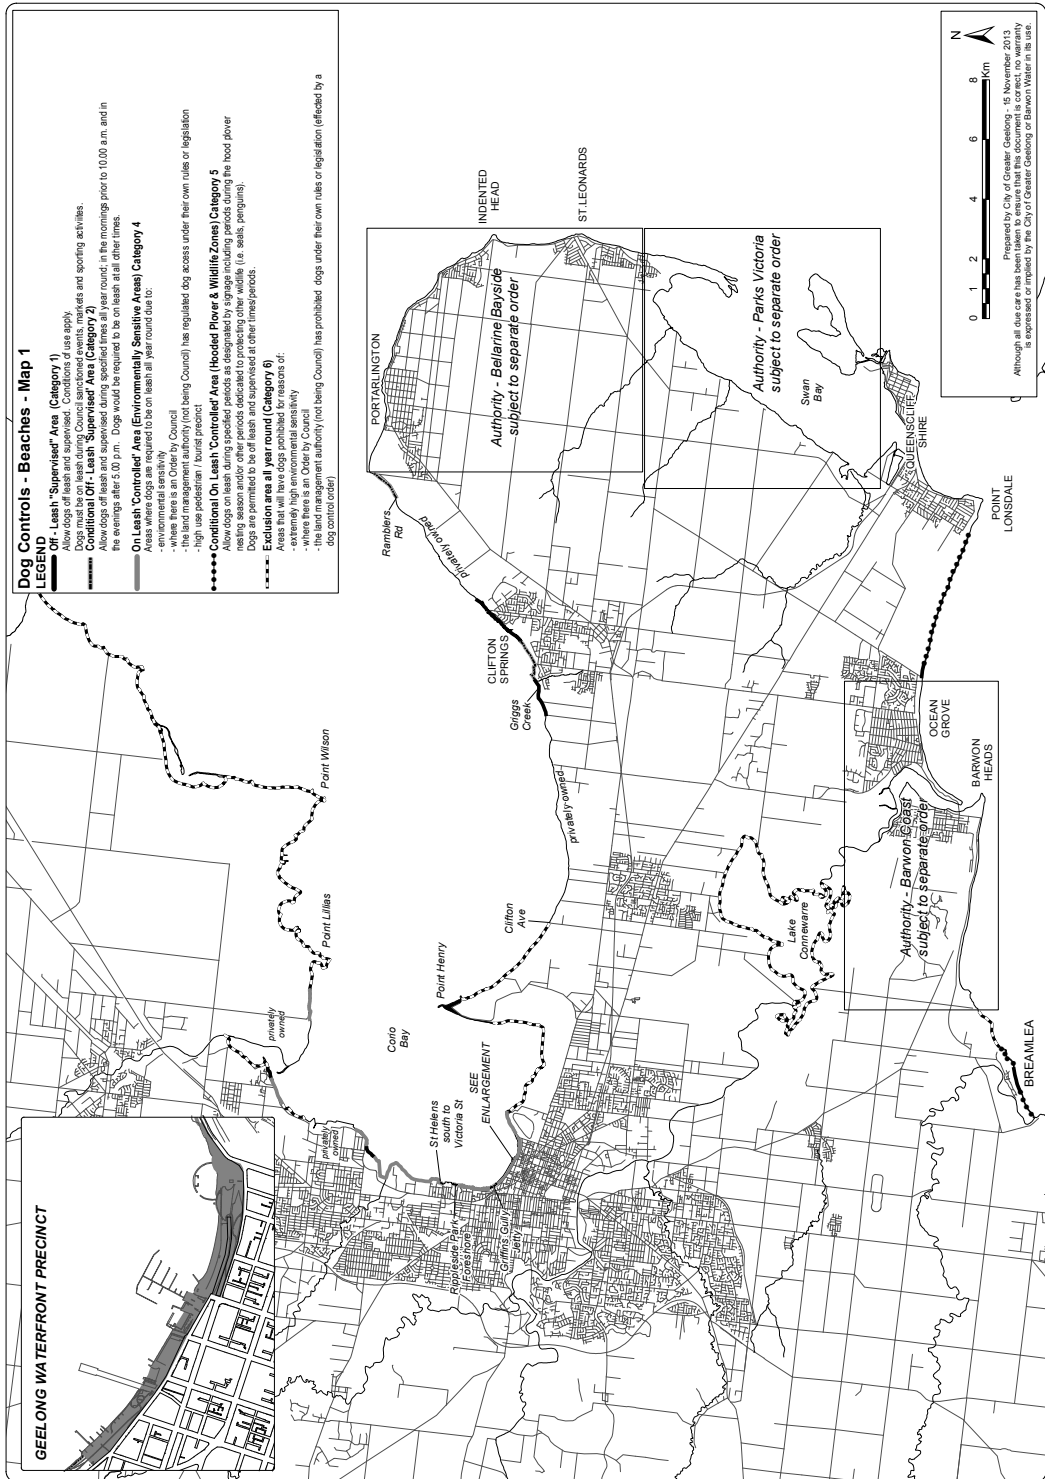 Dog Controls - Beaches - Map 1
LEGEND
Off - Leash "Supervised" Area (Category 1)
Allow dogs off leash and supervised. Conditions of use apply.
Dogs must be on leash during Council sanctioned events, markets and sporting activities.
Conditional Off - Leash 'Supervised' Area (Category 2)
Allow dogs off leash and supervised during specified times all year round; in the mornings prior to 10.00 a.m. and in
the evenings after 5.00 p.m. Dogs would be required to be on leash at all other times.
On Leash 'Controlled' Area (Environmentally Sensitive Areas) Category 4
Areas where dogs are required to be on leash all year round due to:
- environmental sensitivity
- where there is an Order by Council
- the land management authority (not being Council) has regulated dog access under their own rules or legislation
- high use pedestrian / tourist precinct
Conditional On Leash 'Controlled' Area (Hooded Plover & Wildlife Zones) Category 5
Allow dogs on leash during specified periods as designated by signage including periods during the hood plover
nesting season and/or other periods dedicated to protecting other wildlife (i.e. seals, penguins).
Dogs are permitted to be off leash and supervised at other times/periods.
Exclusion area all year round (Category 6)
Areas that will have dogs prohibited for reasons of:
- extremely high environmental sensitivity
- where there is an Order by Council
- the land management authority (not being Council) has prohibited dogs under their own rules or legislation (effected by a
dog control order)
GEELONG WATERFRONT PRECINCT
Point Wilson
Point Lillias
privately
owned
privately
owned
Corio
Bay
Point Henry
St Helens
south to
Victoria St
SEE
ENLARGEMENT
Rippleside Park
Foreshore
Griffins Gully
Jetty
Clifton
Ave
privately owned
Griggs
Creek
CLIFTON
SPRINGS
privately owned
Ramblers
Rd
PORTARLINGTON
INDENTED
HEAD
ST.LEONARDS
Authority - Bellarine Bayside
subject to separate order
Authority - Parks Victoria
subject to separate order
Swan
Bay
QUEENSCLIFF
SHIRE
POINT
LONSDALE
OCEAN
GROVE
BARWON
HEADS
Authority - Barwon Coast
subject to separate order
Lake
Connewarre
BREAMLEA
N
0 1 2 4 6 8
Km
Prepared by City of Greater Geelong - 15 November 2013
Although all due care has been taken to ensure that this document is correct, no warranty
is expressed or implied by the City of Greater Geelong or Barwon Water in its use.